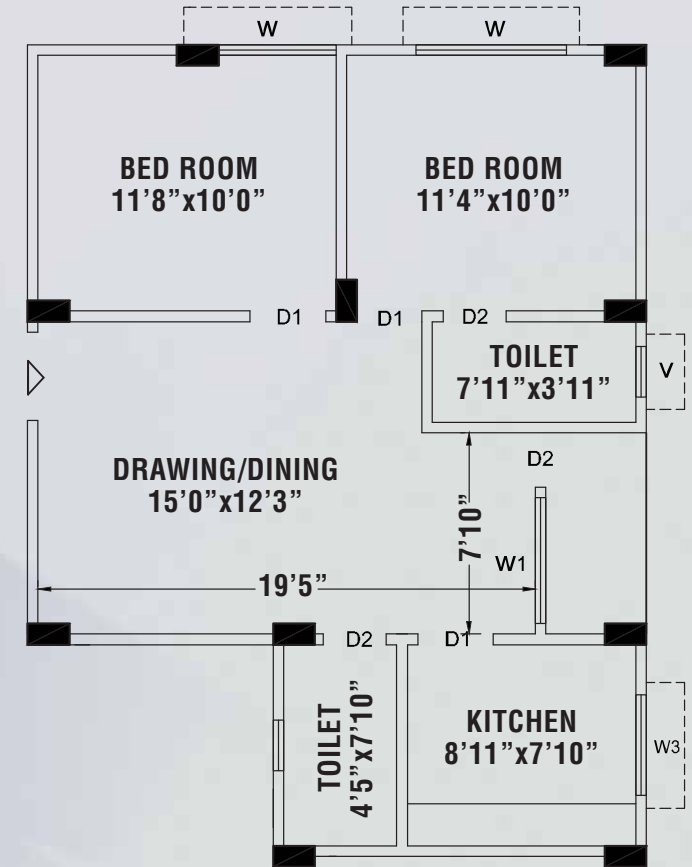 W
W
BED ROOM
11’8”x10’0”
BED ROOM
11’4”x10’0”
D1
D1
D2
TOILET
7’11”x3’11”
V
DRAWING/DINING
15’0”x12’3”
D2
7’10”
W1
19’5”
D2
D1
TOILET
4’5”x7’10”
KITCHEN
8’11”x7’10”
W3